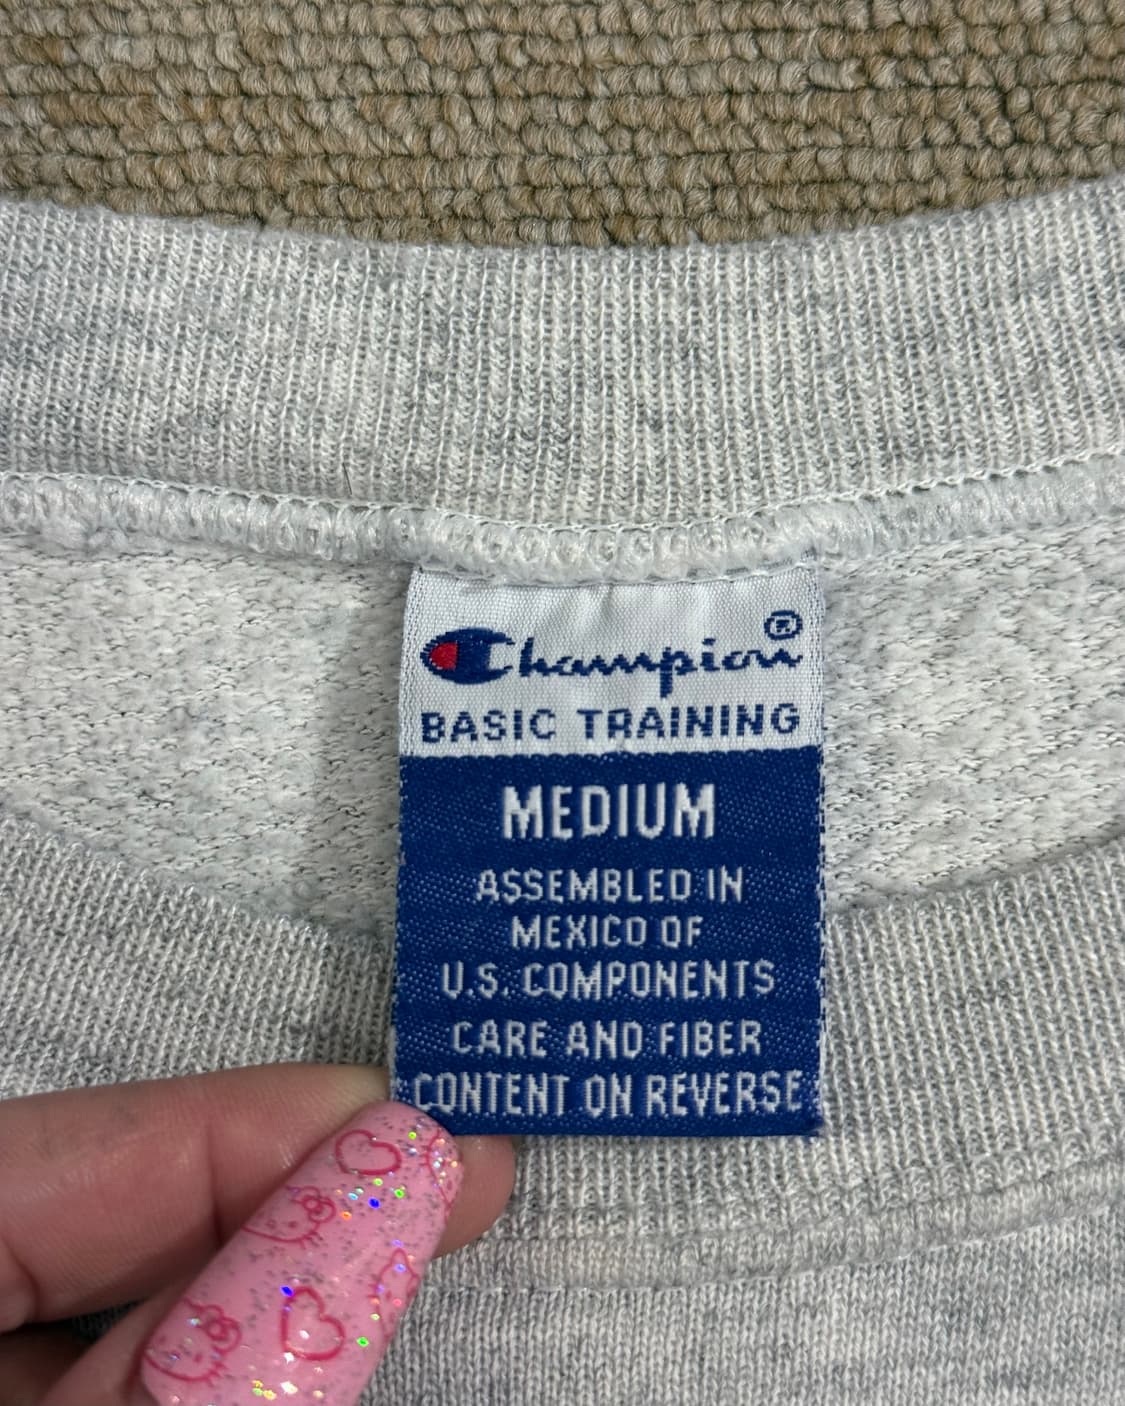 Champion®
BASIC TRAINING
MEDIUM
ASSEMBLED IN
MEXICO OF
U.S. COMPONENTS
CARE AND FIBER
CONTENT ON REVERSE